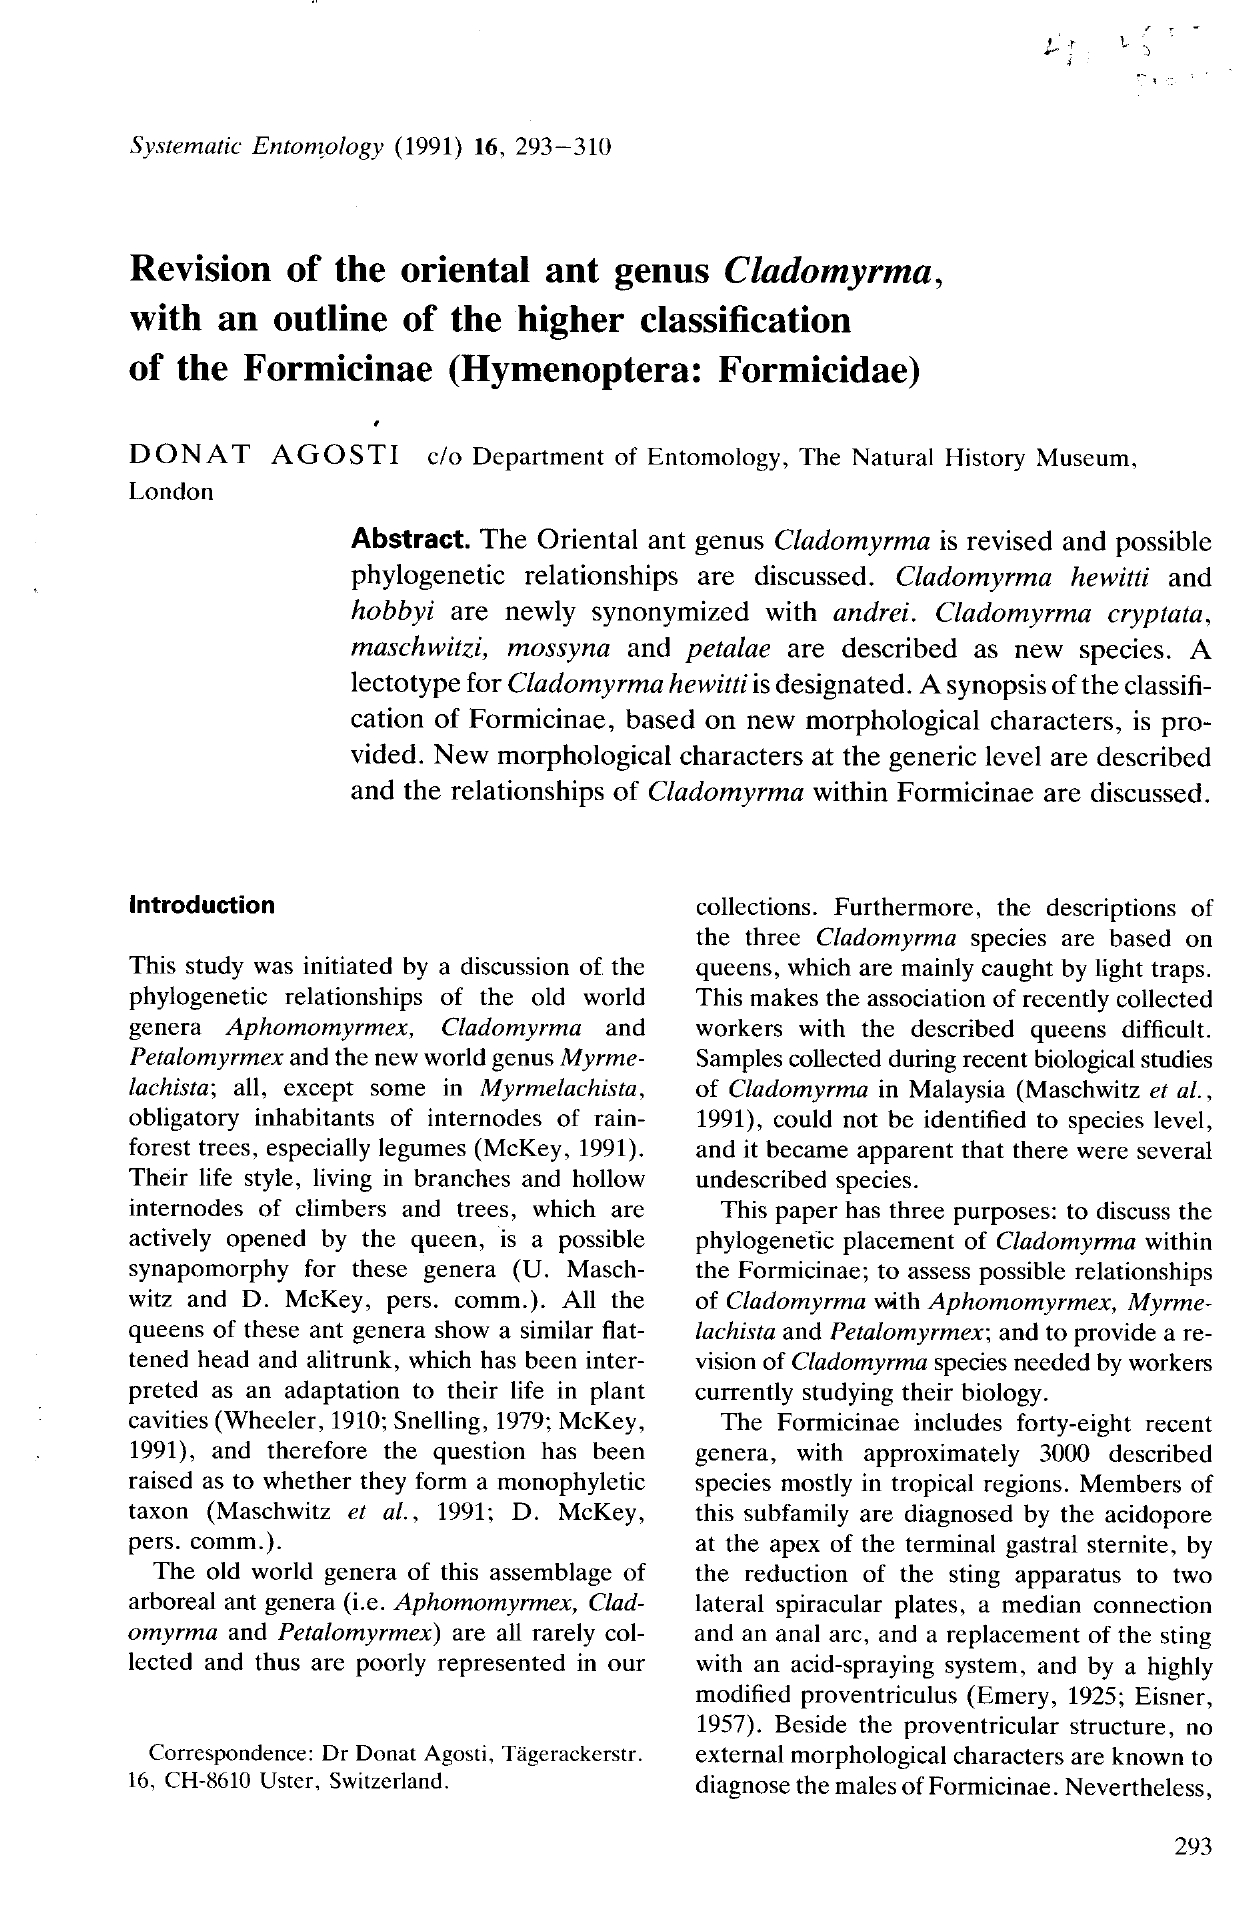 Systematic Entomology (1991) 16, 293–310
Revision of the oriental ant genus Cladomyrma,
with an outline of the higher classification
of the Formicinae (Hymenoptera: Formicidae)
DONAT AGOSTI c/o Department of Entomology, The Natural History Museum,
London
Abstract. The Oriental ant genus Cladomyrma is revised and possible
phylogenetic relationships are discussed. Cladomyrma hewitti and
hobbyi are newly synonymized with andrei. Cladomyrma cryptata,
maschwitzi, mossyna and petalae are described as new species. A
lectotype for Cladomyrma hewitti is designated. A synopsis of the classifi-
cation of Formicinae, based on new morphological characters, is pro-
vided. New morphological characters at the generic level are described
and the relationships of Cladomyrma within Formicinae are discussed.
Introduction
This study was initiated by a discussion of the
phylogenetic relationships of the old world
genera Aphomomyrmex, Cladomyrma and
Petalomyrmex and the new world genus Myrme-
lachista; all, except some in Myrmelachista,
obligatory inhabitants of internodes of rain-
forest trees, especially legumes (McKey, 1991).
Their life style, living in branches and hollow
internodes of climbers and trees, which are
actively opened by the queen, is a possible
synapomorphy for these genera (U. Masch-
witz and D. McKey, pers. comm.). All the
queens of these ant genera show a similar flat-
tened head and alitrunk, which has been inter-
preted as an adaptation to their life in plant
cavities (Wheeler, 1910; Snelling, 1979; McKey,
1991), and therefore the question has been
raised as to whether they form a monophyletic
taxon (Maschwitz et al., 1991; D. McKey,
pers. comm.).
The old world genera of this assemblage of
arboreal ant genera (i.e. Aphomomyrmex, Clad-
omyrma and Petalomyrmex) are all rarely col-
lected and thus are poorly represented in our
Correspondence: Dr Donat Agosti, Tägerackerstr.
16, CH-8610 Uster, Switzerland.
collections. Furthermore, the descriptions of
the three Cladomyrma species are based on
queens, which are mainly caught by light traps.
This makes the association of recently collected
workers with the described queens difficult.
Samples collected during recent biological studies
of Cladomyrma in Malaysia (Maschwitz et al.,
1991), could not be identified to species level,
and it became apparent that there were several
undescribed species.
This paper has three purposes: to discuss the
phylogenetic placement of Cladomyrma within
the Formicinae; to assess possible relationships
of Cladomyrma with Aphomomyrmex, Myrme-
lachista and Petalomyrmex; and to provide a re-
vision of Cladomyrma species needed by workers
currently studying their biology.
The Formicinae includes forty-eight recent
genera, with approximately 3000 described
species mostly in tropical regions. Members of
this subfamily are diagnosed by the acidopore
at the apex of the terminal gastral sternite, by
the reduction of the sting apparatus to two
lateral spiracular plates, a median connection
and an anal arc, and a replacement of the sting
with an acid-spraying system, and by a highly
modified proventriculus (Emery, 1925; Eisner,
1957). Beside the proventricular structure, no
external morphological characters are known to
diagnose the males of Formicinae. Nevertheless,
293